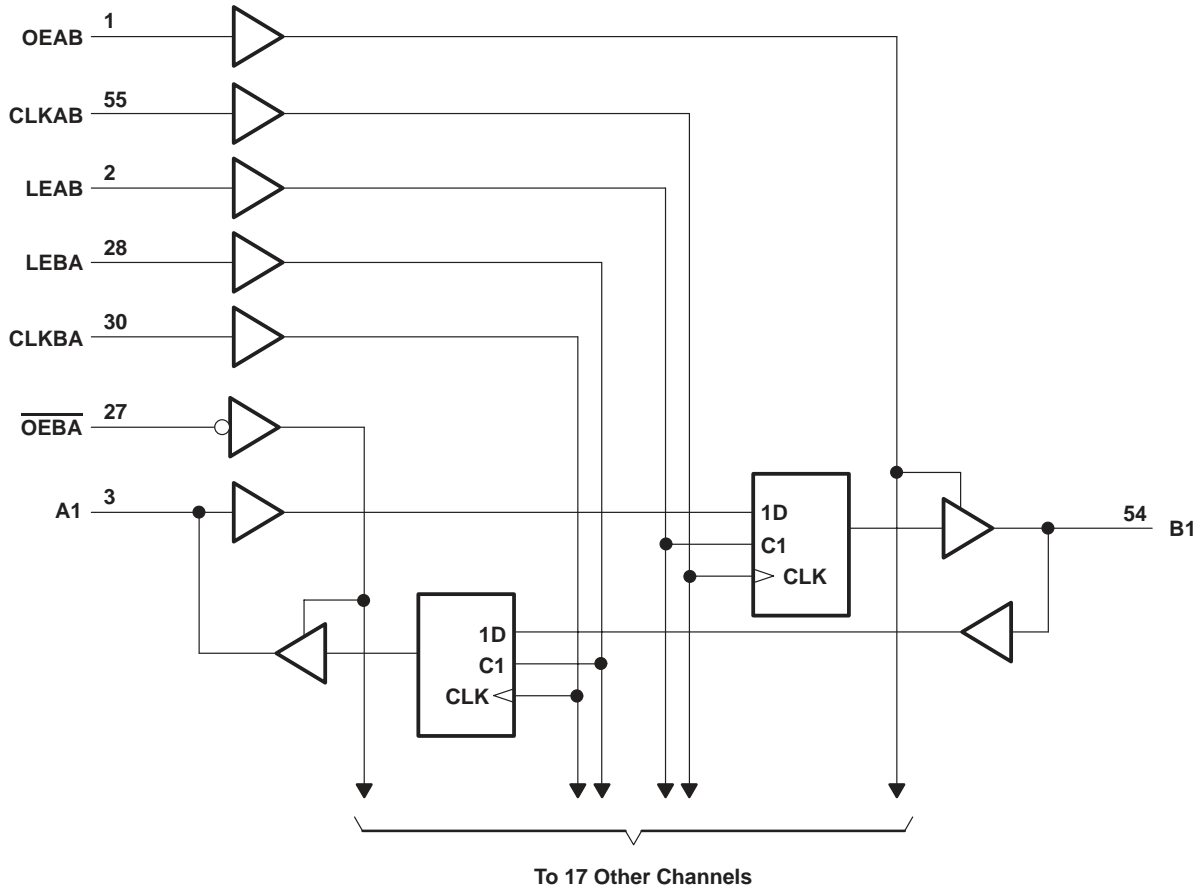 OEAB 1
CLKAB 55
LEAB 2
LEBA 28
CLKBA 30
OEBA 27
A1 3
1D
C1
CLK
54 B1
1D
C1
CLK
To 17 Other Channels